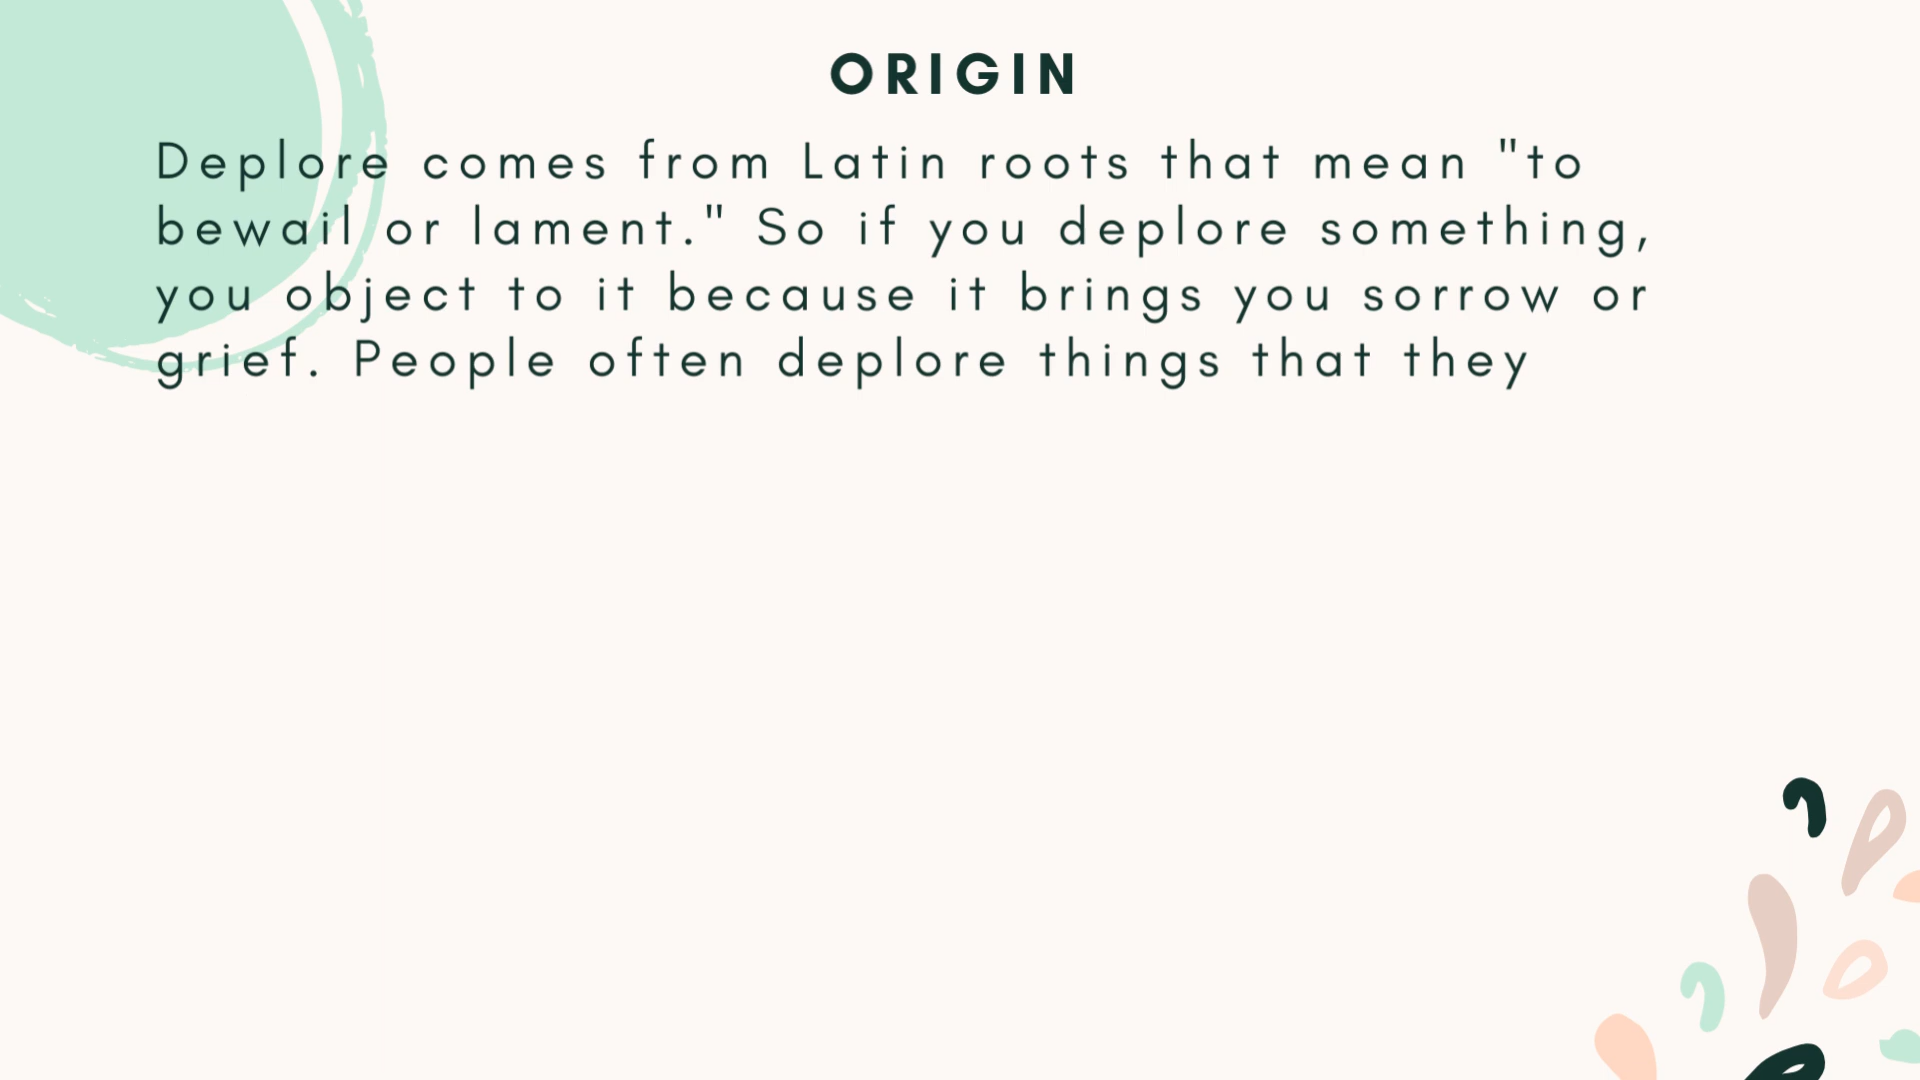 ORIGIN
Deplore comes from Latin roots that mean "to
bewail or lament." So if you deplore something,
you object to it because it brings you sorrow or
grief. People often deplore things that they